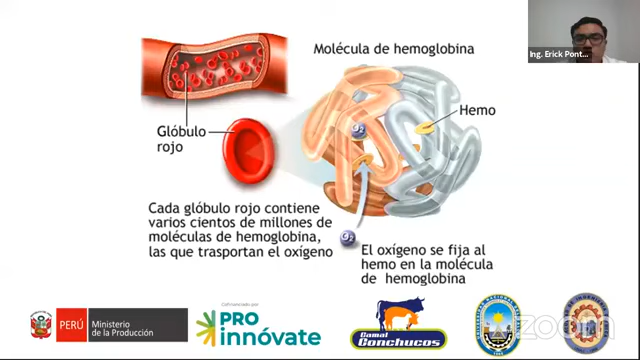 Ing. Erick Pont...
Molécula de hemoglobina
Glóbulo
rojo
Hemo
Cada glóbulo rojo contiene
varios cientos de millones de
moléculas de hemoglobina,
las que trasportan el oxígeno
El oxígeno se fija al
hemo en la molécula
de hemoglobina
PERÚ
Ministerio
de la Producción
Cofinanciado por
PRO
innóvate
Camal
Conchucos
zoom